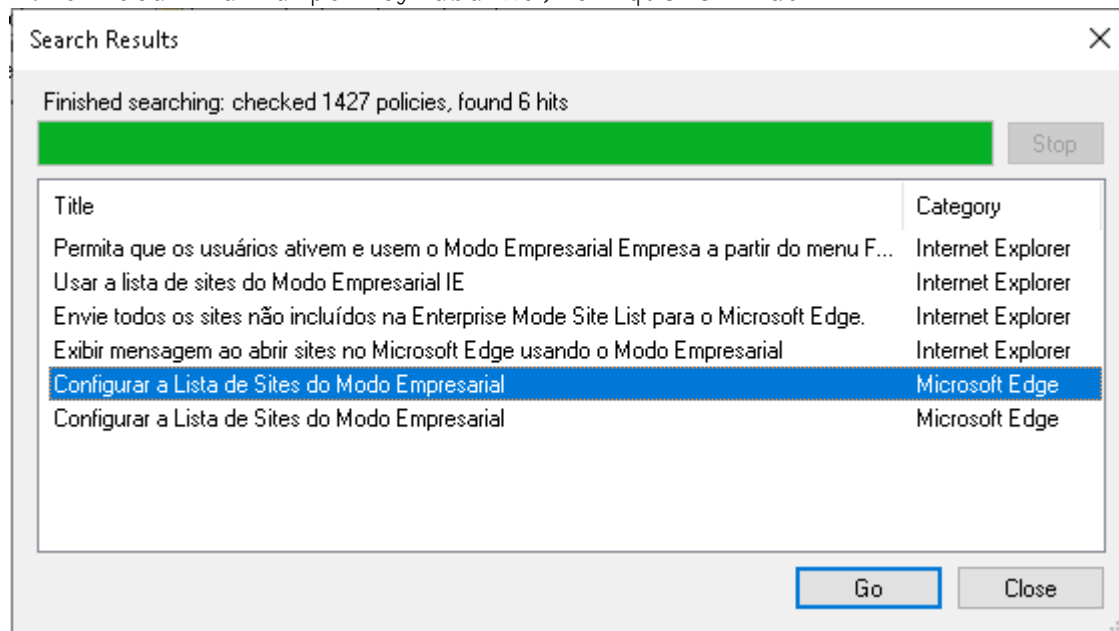 Search Results
Finished searching: checked 1427 policies, found 6 hits
Stop
Title Category
Permita que os usuários ativem e usem o Modo Empresarial Empresa a partir do menu F... Internet Explorer
Usar a lista de sites do Modo Empresarial IE Internet Explorer
Envie todos os sites não incluídos na Enterprise Mode Site List para o Microsoft Edge. Internet Explorer
Exibir mensagem ao abrir sites no Microsoft Edge usando o Modo Empresarial Internet Explorer
Configurar a Lista de Sites do Modo Empresarial Microsoft Edge
Configurar a Lista de Sites do Modo Empresarial Microsoft Edge
Go Close